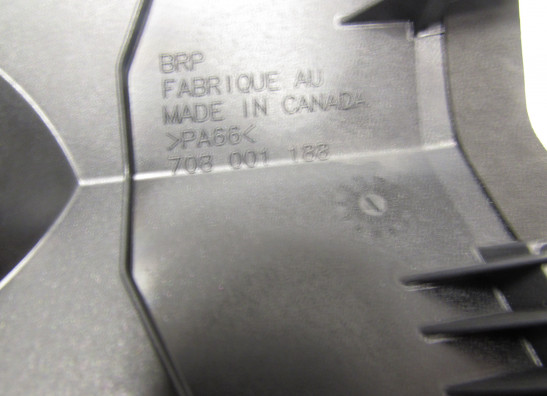 BRP
FABRIQUE AU
MADE IN CANADA
>PA66<
708 001 188